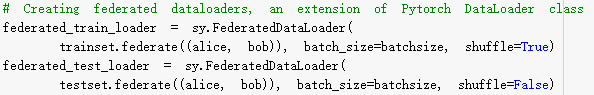 # Creating federated dataloaders, an extension of Pytorch DataLoader class
federated_train_loader = sy.FederatedDataLoader(
        trainset.federate((alice, bob)), batch_size=batchsize, shuffle=True)
federated_test_loader = sy.FederatedDataLoader(
        testset.federate((alice, bob)), batch_size=batchsize, shuffle=False)